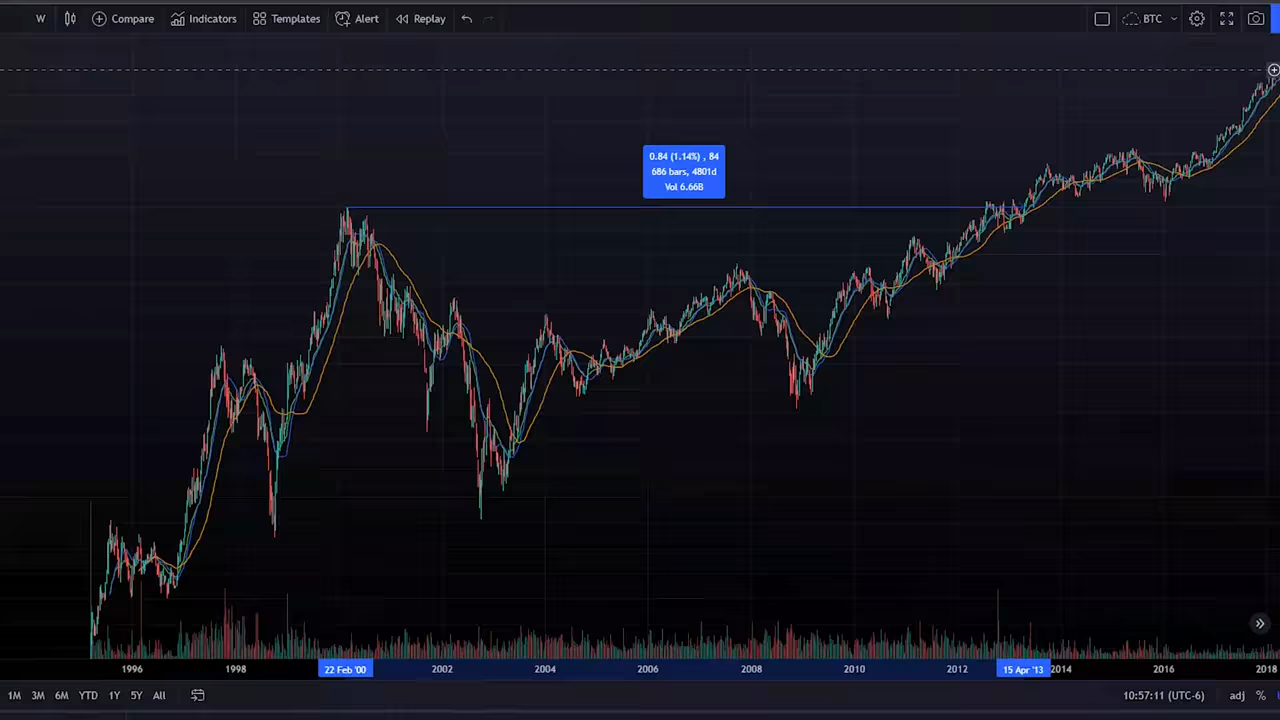 W Compare Indicators Templates Alert Replay BTC
0.84 (1.14%) , 84
686 bars, 4801d
Vol 6.66B
1996 1998 22 Feb '00 2002 2004 2006 2008 2010 2012 15 Apr '13 2014 2016 2018
1M 3M 6M YTD 1Y 5Y All 10:57:11 (UTC-6) adj %